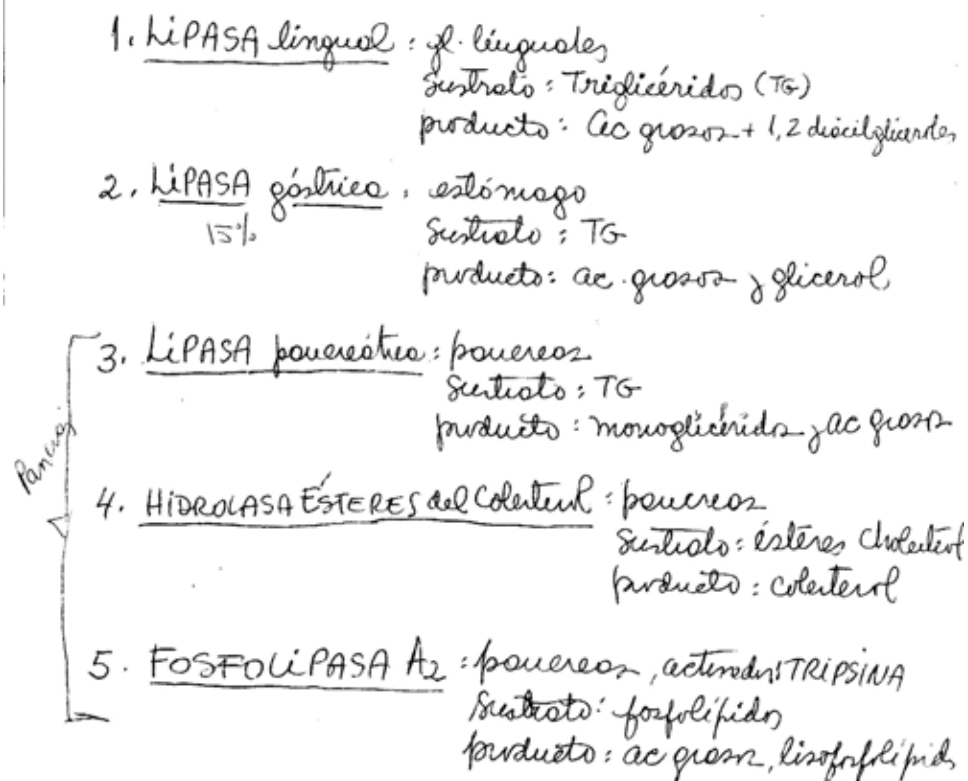 1. LiPASA lingual : gl. linguales
sustrato : Triglicéridos (TG)
producto : ac grasos + 1,2 diacilgliceroles
2. LiPASA gástrica : estómago
15%
Sustrato : TG
producto : ac. grasos y glicerol
3. LiPASA pancreática : pancreas
Sustrato : TG
producto : monoglicéridos y ac grasos
Pancreas
4. HiDROLASA ÉSTERES del Colesterol : pancreas
Sustrato : ésteres Cholesterol
producto : colesterol
5. FOSFOLiPASA A2 : pancreas, activador: TRiPSiNA
Sustrato : fosfolípidos
producto : ac grasos, lisofosfolípids